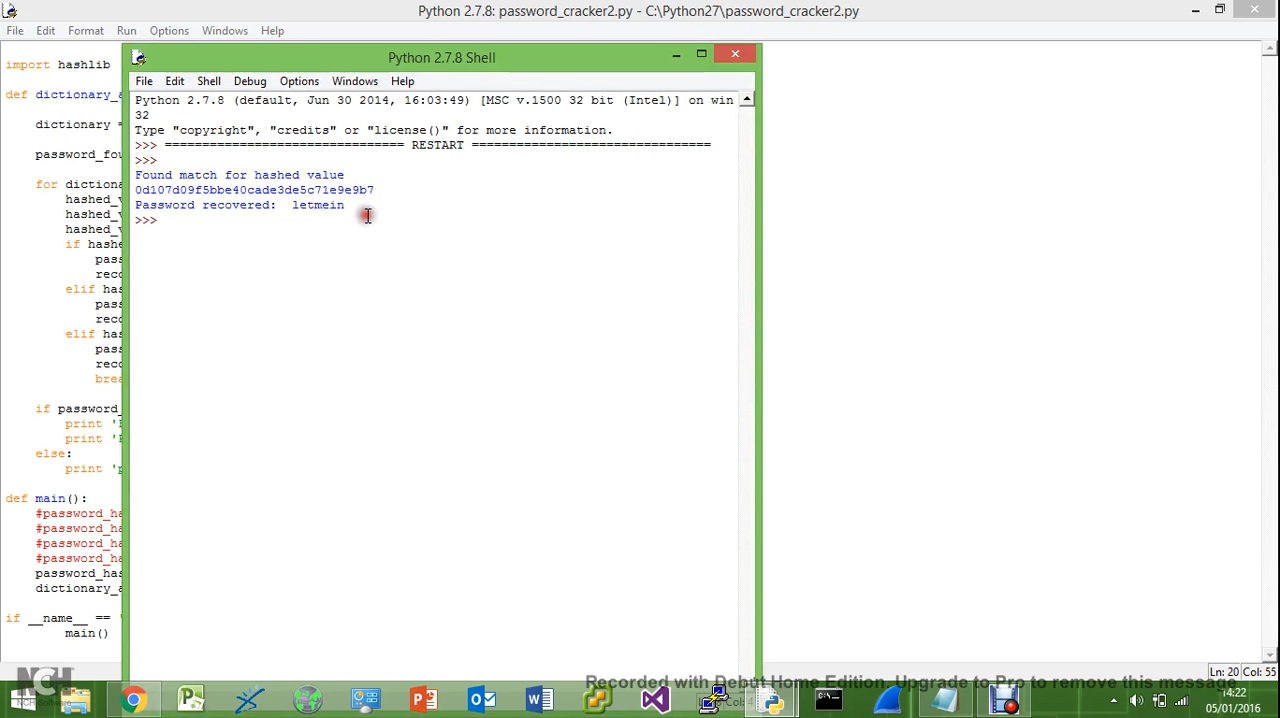 Python 2.7.8: password_cracker2.py - C:\Python27\password_cracker2.py
File Edit Format Run Options Windows Help
import hashlib
def dictionary_a
dictionary =
password_fou
for dictiona
hashed_v
hashed_v
hashed_v
if hashe
pass
reco
elif has
pass
reco
elif has
pass
reco
brea
if password_
print '
print '
else:
print 'p
def main():
#password_ha
#password_ha
#password_ha
#password_ha
password_has
dictionary_a
if __name__ == '
main()
Python 2.7.8 Shell
File Edit Shell Debug Options Windows Help
Python 2.7.8 (default, Jun 30 2014, 16:03:49) [MSC v.1500 32 bit (Intel)] on win
32
Type "copyright", "credits" or "license()" for more information.
>>> ================================ RESTART ================================
>>>
Found match for hashed value
0d107d09f5bbe40cade3de5c71e9e9b7
Password recovered:  letmein
>>>
Ln: 20 Col: 55
NCH
NCH Software
Recorded with Debut Home Edition. Upgrade to Pro to remove this message
14:22
05/01/2016